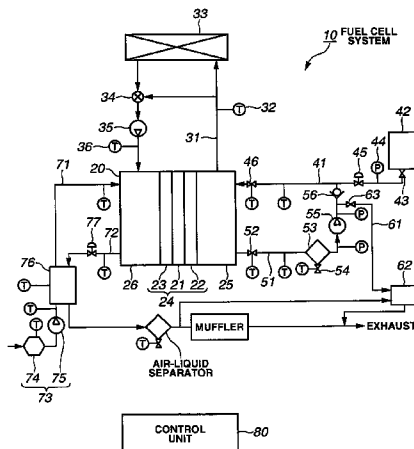 33
10
FUEL CELL
SYSTEM
34
T
32
42
35
36
T
31
45
44
P
71
20
46
41
43
56
63
T
T
T
55
P
61
77
72
52
53
P
76
T
23
21
22
51
54
62
T
26
24
25
T
T
T
T
T
MUFFLER
EXHAUST
74
75
T
73
AIR-LIQUID
SEPARATOR
CONTROL
UNIT
80